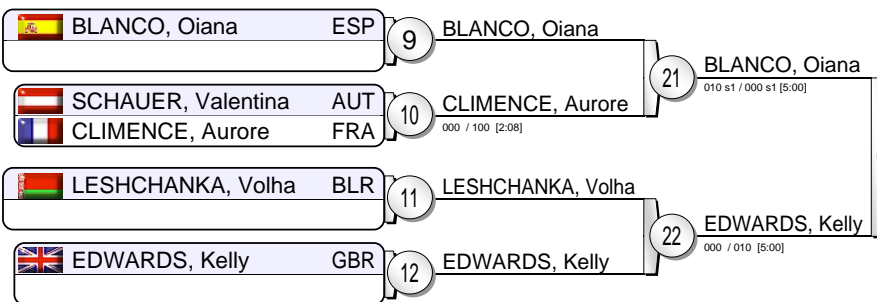 BLANCO, Oiana ESP
9
BLANCO, Oiana
SCHAUER, Valentina AUT
CLIMENCE, Aurore FRA
10
CLIMENCE, Aurore
000 / 100 [2:08]
21
BLANCO, Oiana
010 s1 / 000 s1 [5:00]
LESHCHANKA, Volha BLR
11
LESHCHANKA, Volha
EDWARDS, Kelly GBR
12
EDWARDS, Kelly
22
EDWARDS, Kelly
000 / 010 [5:00]